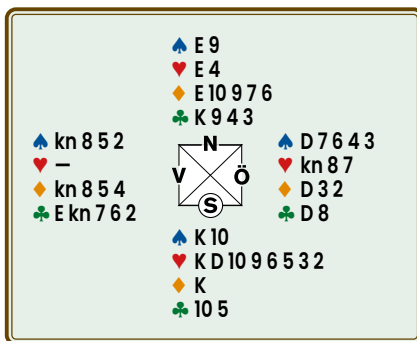 ♠ E 9
♥ E 4
♦ E 10 9 7 6
♣ K 9 4 3
♠ kn 8 5 2
♥ –
♦ kn 8 5 4
♣ E kn 7 6 2
N
V Ö
S
♠ D 7 6 4 3
♥ kn 8 7
♦ D 3 2
♣ D 8
♠ K 10
♥ K D 10 9 6 5 3 2
♦ K
♣ 10 5